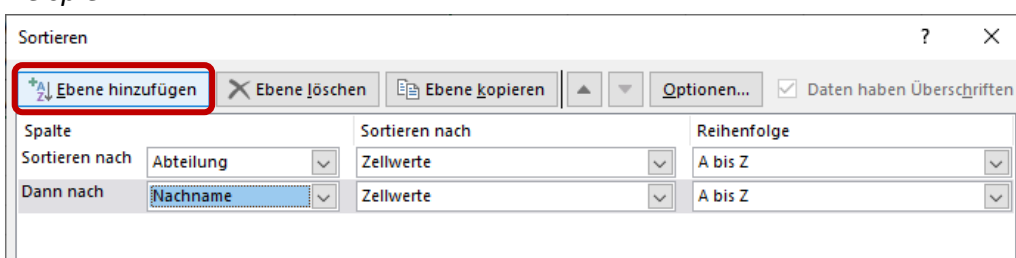 Sortieren ?
Ebene hinzufügen Ebene löschen Ebene kopieren Optionen... Daten haben Überschriften
Spalte Sortieren nach Reihenfolge
Sortieren nach Abteilung Zellwerte A bis Z
Dann nach Nachname Zellwerte A bis Z